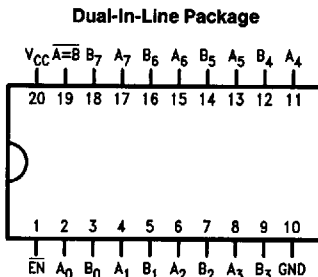 Dual-In-Line Package
VCC A=B B7 A7 B6 A6 B5 A5 B4 A4
20 19 18 17 16 15 14 13 12 11
1 2 3 4 5 6 7 8 9 10
EN A0 B0 A1 B1 A2 B2 A3 B3 GND